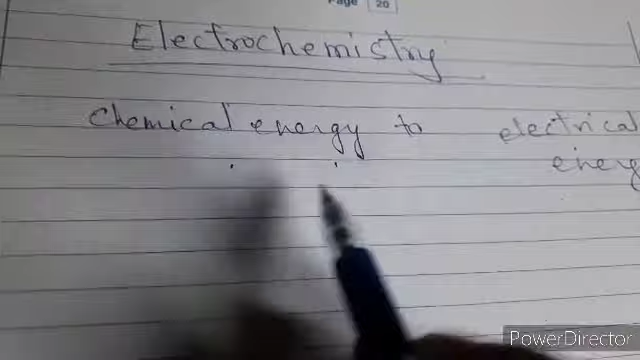 Page 20
Electrochemistry
chemical energy to electrical
energy
PowerDirector